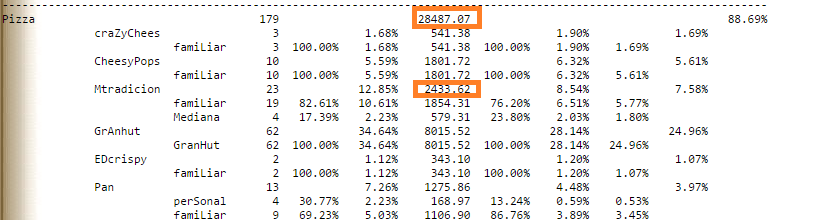 Pizza 179 28487.07 88.69%
craZyChees 3 1.68% 541.38 1.90% 1.69%
famiLiar 3 100.00% 1.68% 541.38 100.00% 1.90% 1.69%
CheesyPops 10 5.59% 1801.72 6.32% 5.61%
famiLiar 10 100.00% 5.59% 1801.72 100.00% 6.32% 5.61%
Mtradicion 23 12.85% 2433.62 8.54% 7.58%
famiLiar 19 82.61% 10.61% 1854.31 76.20% 6.51% 5.77%
Mediana 4 17.39% 2.23% 579.31 23.80% 2.03% 1.80%
GrAnhut 62 34.64% 8015.52 28.14% 24.96%
GranHut 62 100.00% 34.64% 8015.52 100.00% 28.14% 24.96%
EDcrispy 2 1.12% 343.10 1.20% 1.07%
famiLiar 2 100.00% 1.12% 343.10 100.00% 1.20% 1.07%
Pan 13 7.26% 1275.86 4.48% 3.97%
perSonal 4 30.77% 2.23% 168.97 13.24% 0.59% 0.53%
famiLiar 9 69.23% 5.03% 1106.90 86.76% 3.89% 3.45%